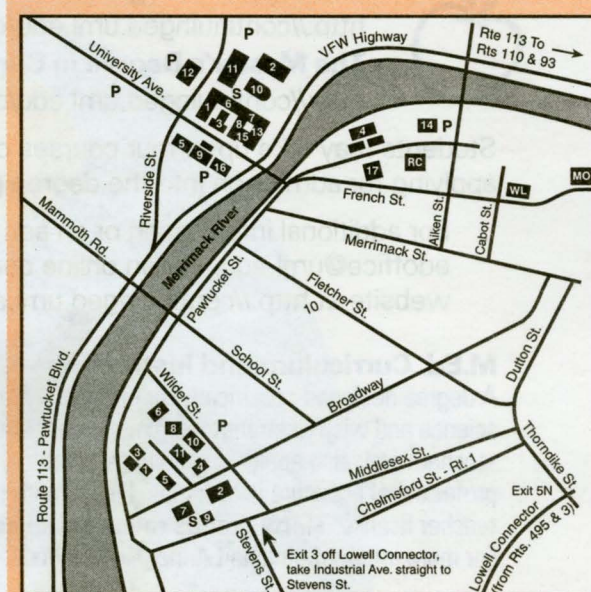 University Ave.
P
P
P
12
11
2
S
10
1
6
3
8
7
15
13
5
9
16
VFW Highway
Rte 113 To
Rts 110 & 93
4
14 P
17
RC
WL
MO
French St.
Aiken St.
Cabot St.
Merrimack St.
Riverside St.
Mammoth Rd.
Merrimack River
Pawtucket St.
Fletcher St.
10
School St.
Broadway
Dutton St.
Wilder St.
P
6
8
10
3
11
4
5
7
S
9
2
Middlesex St.
Chelmsford St. - Rt. 1
Thorndike St.
Exit 5N
Lowell Connector
(from Rts. 495 & 3)
Route 113 - Pawtucket Blvd.
Stevens St.
Exit 3 off Lowell Connector,
take Industrial Ave. straight to
Stevens St.